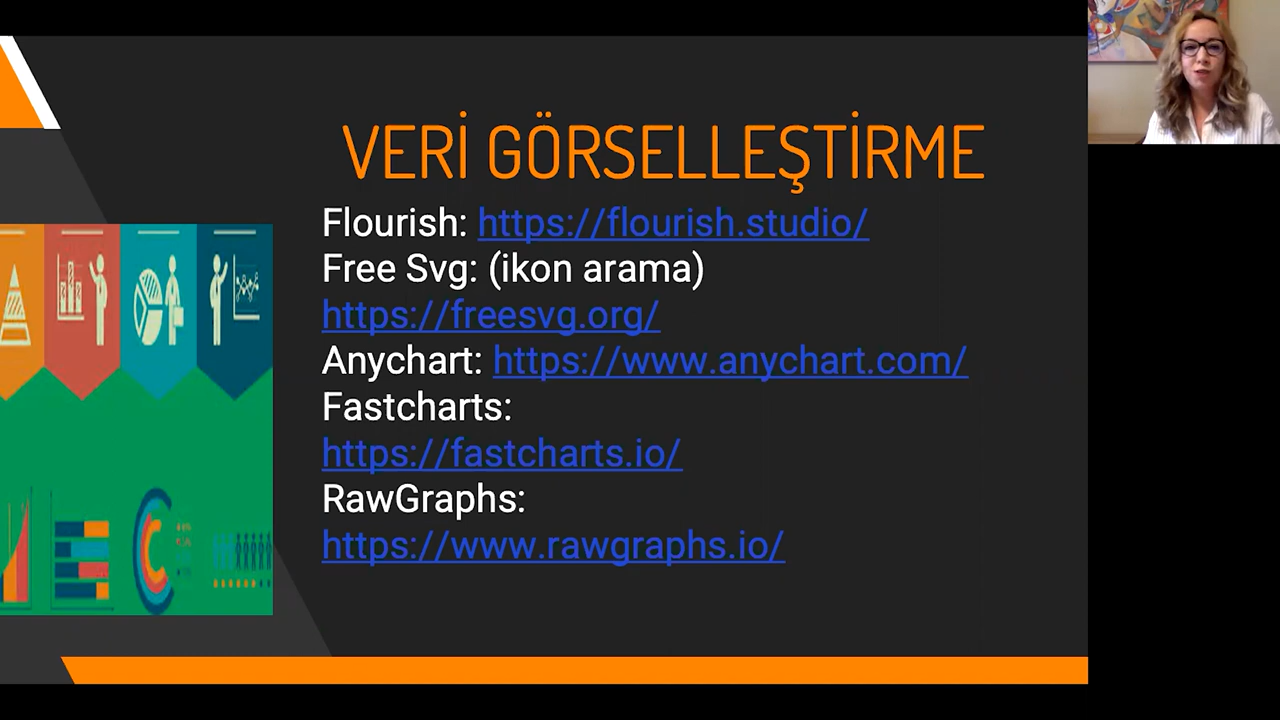 VERİ GÖRSELLEŞTİRME
Flourish: https://flourish.studio/
Free Svg: (ikon arama)
https://freesvg.org/
Anychart: https://www.anychart.com/
Fastcharts:
https://fastcharts.io/
RawGraphs:
https://www.rawgraphs.io/